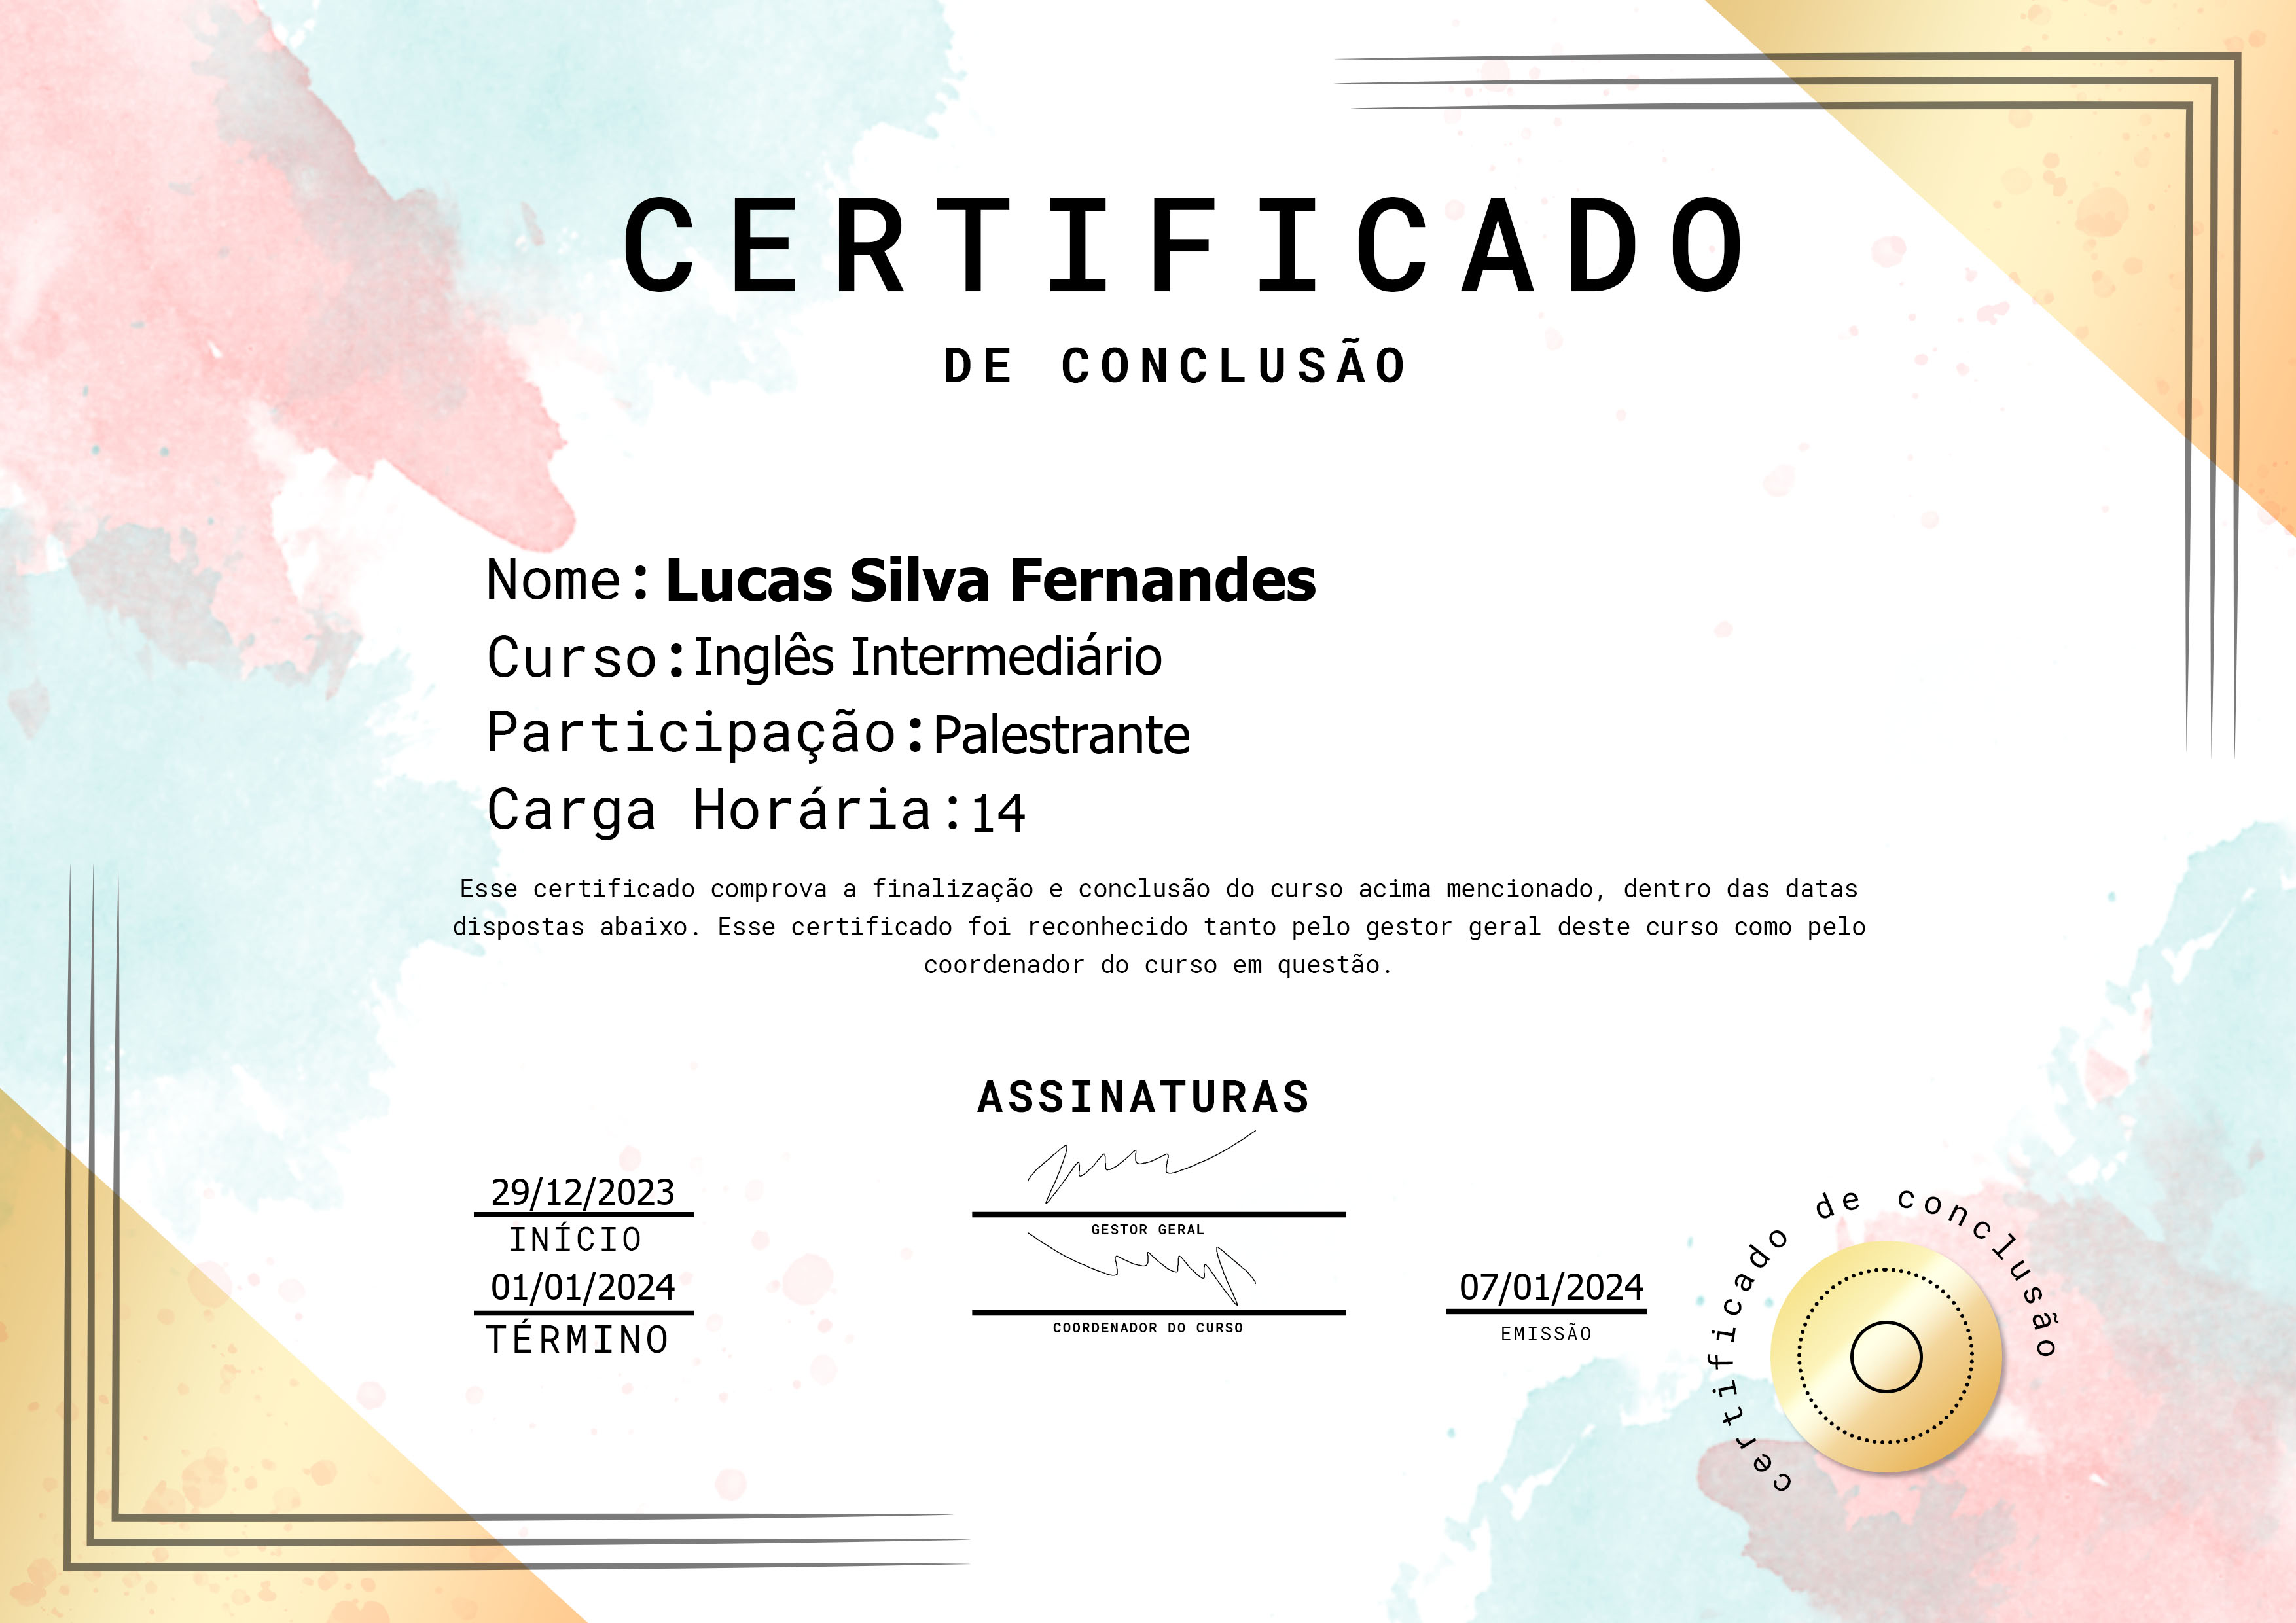 CERTIFICADO
DE CONCLUSÃO
Nome: Lucas Silva Fernandes
Curso:Inglês Intermediário
Participação:Palestrante
Carga Horária:14
Esse certificado comprova a finalização e conclusão do curso acima mencionado, dentro das datas
dispostas abaixo. Esse certificado foi reconhecido tanto pelo gestor geral deste curso como pelo
coordenador do curso em questão.
ASSINATURAS
29/12/2023
INÍCIO
GESTOR GERAL
01/01/2024
TÉRMINO
COORDENADOR DO CURSO
07/01/2024
EMISSÃO
certificado de conclusão